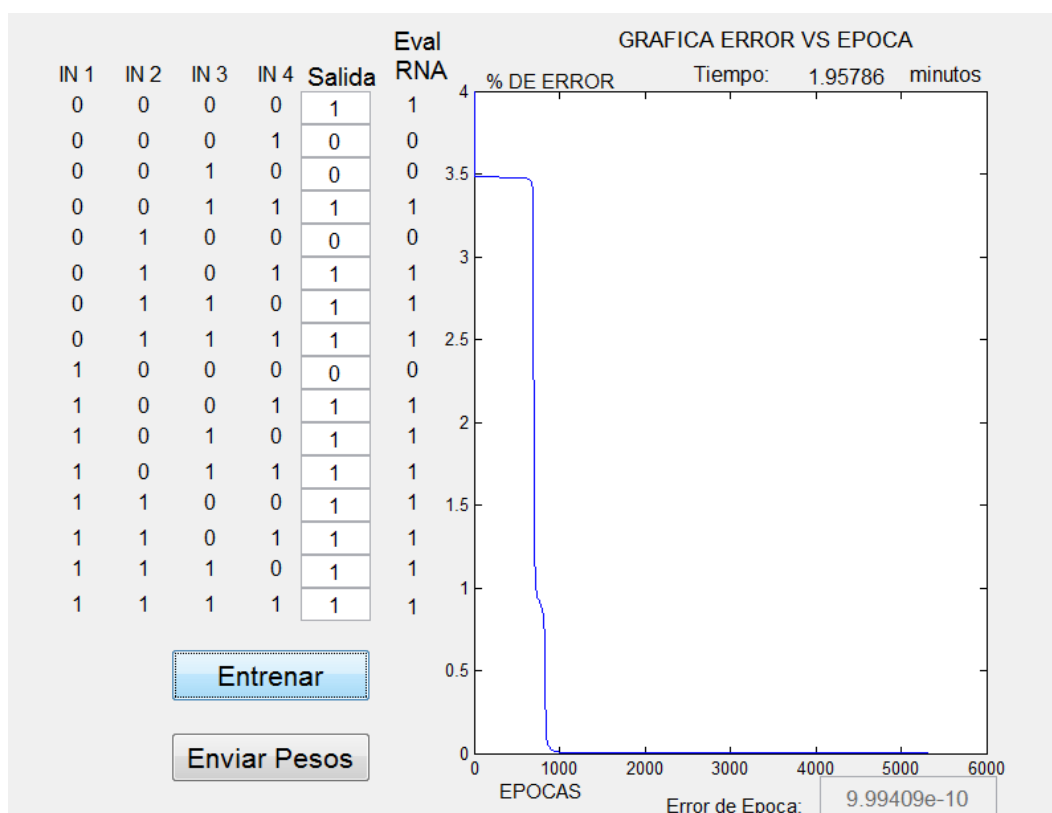 Eval
RNA
IN 1 IN 2 IN 3 IN 4 Salida
0 0 0 0 1 1
0 0 0 1 0 0
0 0 1 0 0 0
0 0 1 1 1 1
0 1 0 0 0 0
0 1 0 1 1 1
0 1 1 0 1 1
0 1 1 1 1 1
1 0 0 0 0 0
1 0 0 1 1 1
1 0 1 0 1 1
1 0 1 1 1 1
1 1 0 0 1 1
1 1 0 1 1 1
1 1 1 0 1 1
1 1 1 1 1 1
Entrenar
Enviar Pesos
GRAFICA ERROR VS EPOCA
% DE ERROR Tiempo: 1.95786 minutos
4
3.5
3
2.5
2
1.5
1
0.5
0
0 1000 2000 3000 4000 5000 6000
EPOCAS
Error de Epoca: 9.99409e-10